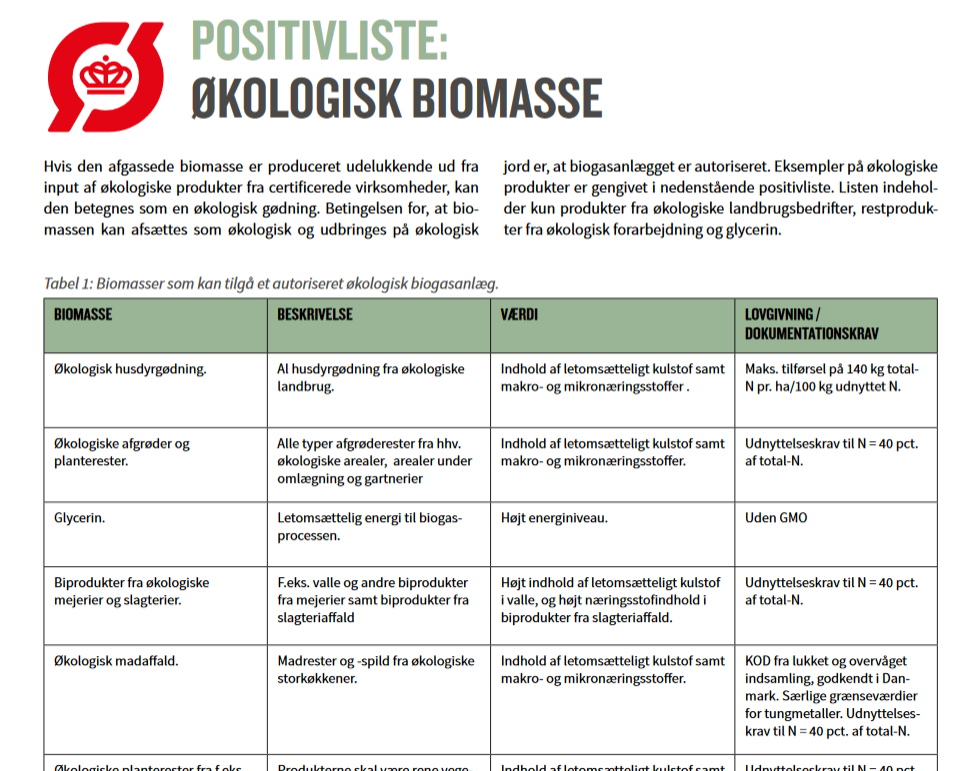 POSITIVLISTE:
ØKOLOGISK BIOMASSE
Hvis den afgassede biomasse er produceret udelukkende ud fra
input af økologiske produkter fra certificerede virksomheder, kan
den betegnes som en økologisk gødning. Betingelsen for, at bio-
massen kan afsættes som økologisk og udbringes på økologisk
jord er, at biogasanlægget er autoriseret. Eksempler på økologiske
produkter er gengivet i nedenstående positivliste. Listen indehol-
der kun produkter fra økologiske landbrugsbedrifter, restproduk-
ter fra økologisk forarbejdning og glycerin.
Tabel 1: Biomasser som kan tilgå et autoriseret økologisk biogasanlæg.
BIOMASSE
BESKRIVELSE
VÆRDI
LOVGIVNING /
DOKUMENTATIONSKRAV
Økologisk husdyrgødning.
Al husdyrgødning fra økologiske
landbrug.
Indhold af letomsætteligt kulstof samt
makro- og mikronæringsstoffer .
Maks. tilførsel på 140 kg total-
N pr. ha/100 kg udnyttet N.
Økologiske afgrøder og
planterester.
Alle typer afgrøderester fra hhv.
økologiske arealer, arealer under
omlægning og gartnerier
Indhold af letomsætteligt kulstof samt
makro- og mikronæringsstoffer.
Udnyttelseskrav til N = 40 pct.
af total-N.
Glycerin.
Letomsættelig energi til biogas-
processen.
Højt energiniveau.
Uden GMO
Biprodukter fra økologiske
mejerier og slagterier.
F.eks. valle og andre biprodukter
fra mejerier samt biprodukter fra
slagteriaffald
Højt indhold af letomsætteligt kulstof
i valle, og højt næringsstofindhold i
biprodukter fra slagteriaffald.
Udnyttelseskrav til N = 40 pct.
af total-N.
Økologisk madaffald.
Madrester og -spild fra økologiske
storkøkkener.
Indhold af letomsætteligt kulstof samt
makro- og mikronæringsstoffer.
KOD fra lukket og overvåget
indsamling, godkendt i Dan-
mark. Særlige grænseværdier
for tungmetaller. Udnyttelses-
krav til N = 40 pct. af total-N.
Økologiske planterester fra f.eks.
Produkterne skal være rene vege-
Indhold af letomsætteligt kulstof samt
Udnyttelseskrav til N = 40 pct.